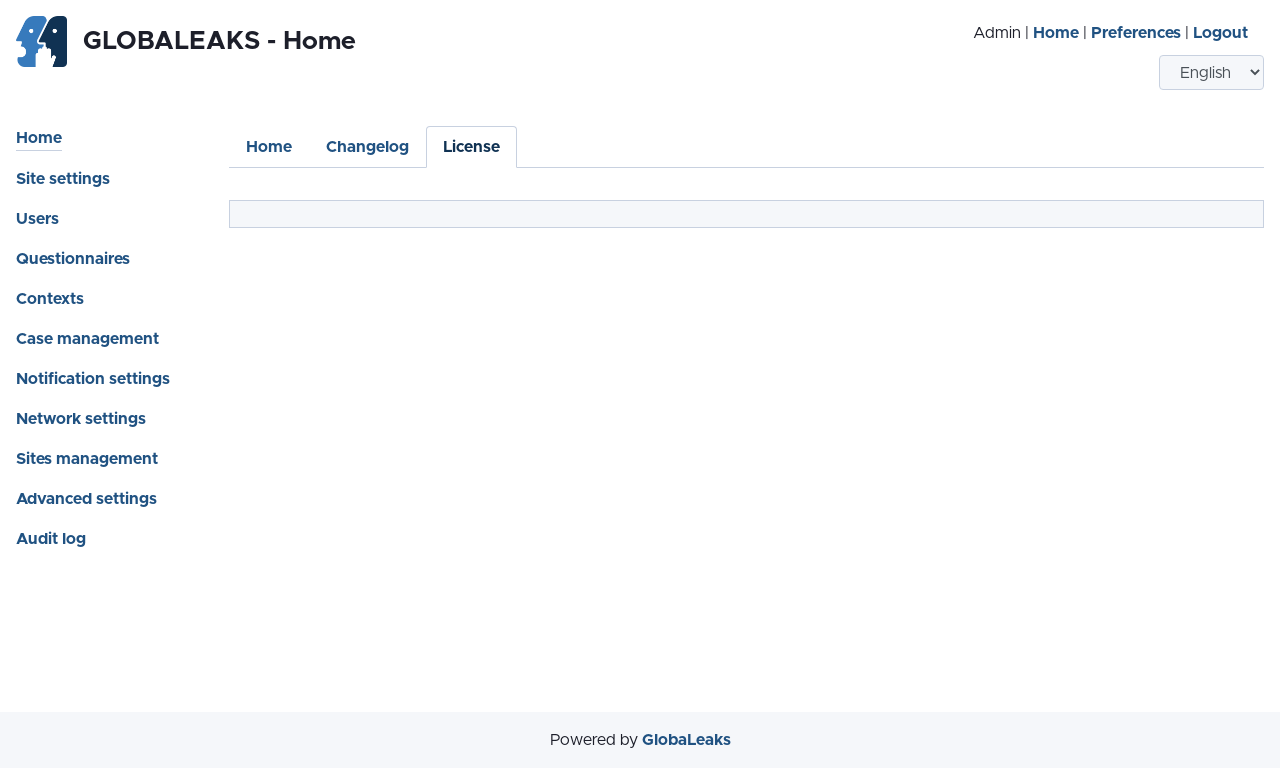 GLOBALEAKS - Home
Admin | Home | Preferences | Logout
English
Home
Site settings
Users
Questionnaires
Contexts
Case management
Notification settings
Network settings
Sites management
Advanced settings
Audit log
Home Changelog License
Powered by GlobaLeaks